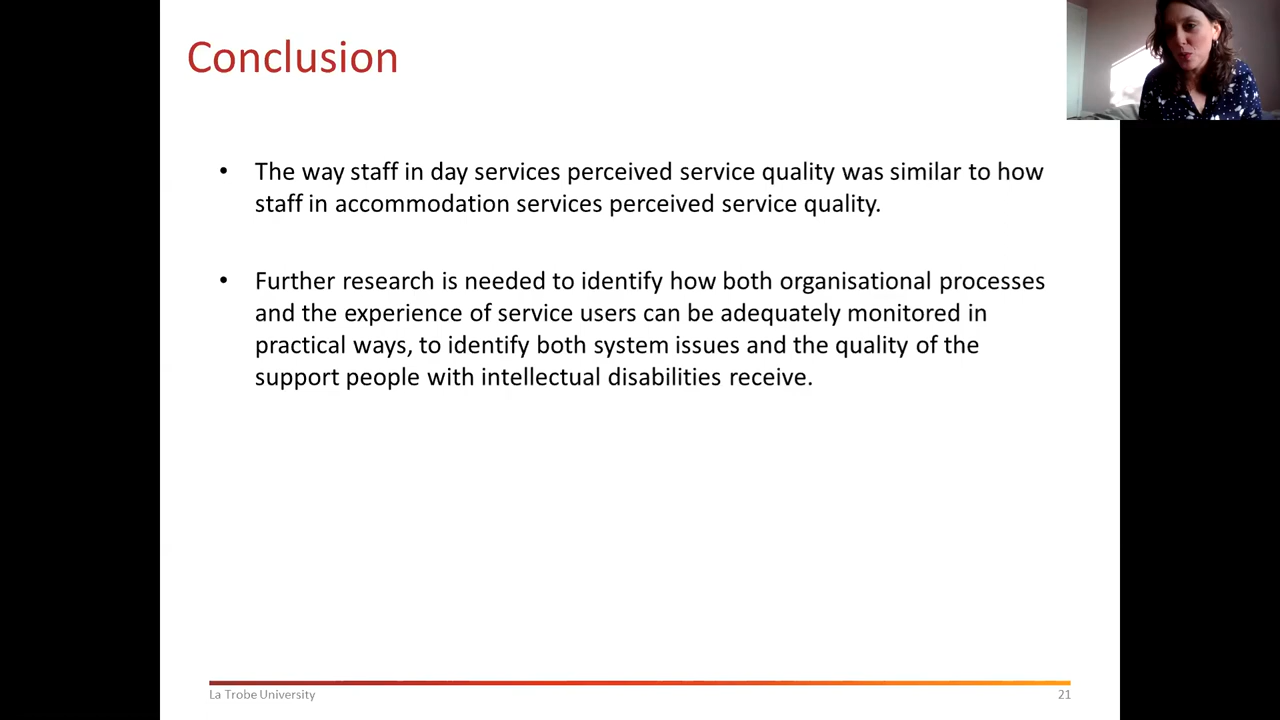 Conclusion
• The way staff in day services perceived service quality was similar to how
staff in accommodation services perceived service quality.
• Further research is needed to identify how both organisational processes
and the experience of service users can be adequately monitored in
practical ways, to identify both system issues and the quality of the
support people with intellectual disabilities receive.
La Trobe University
21